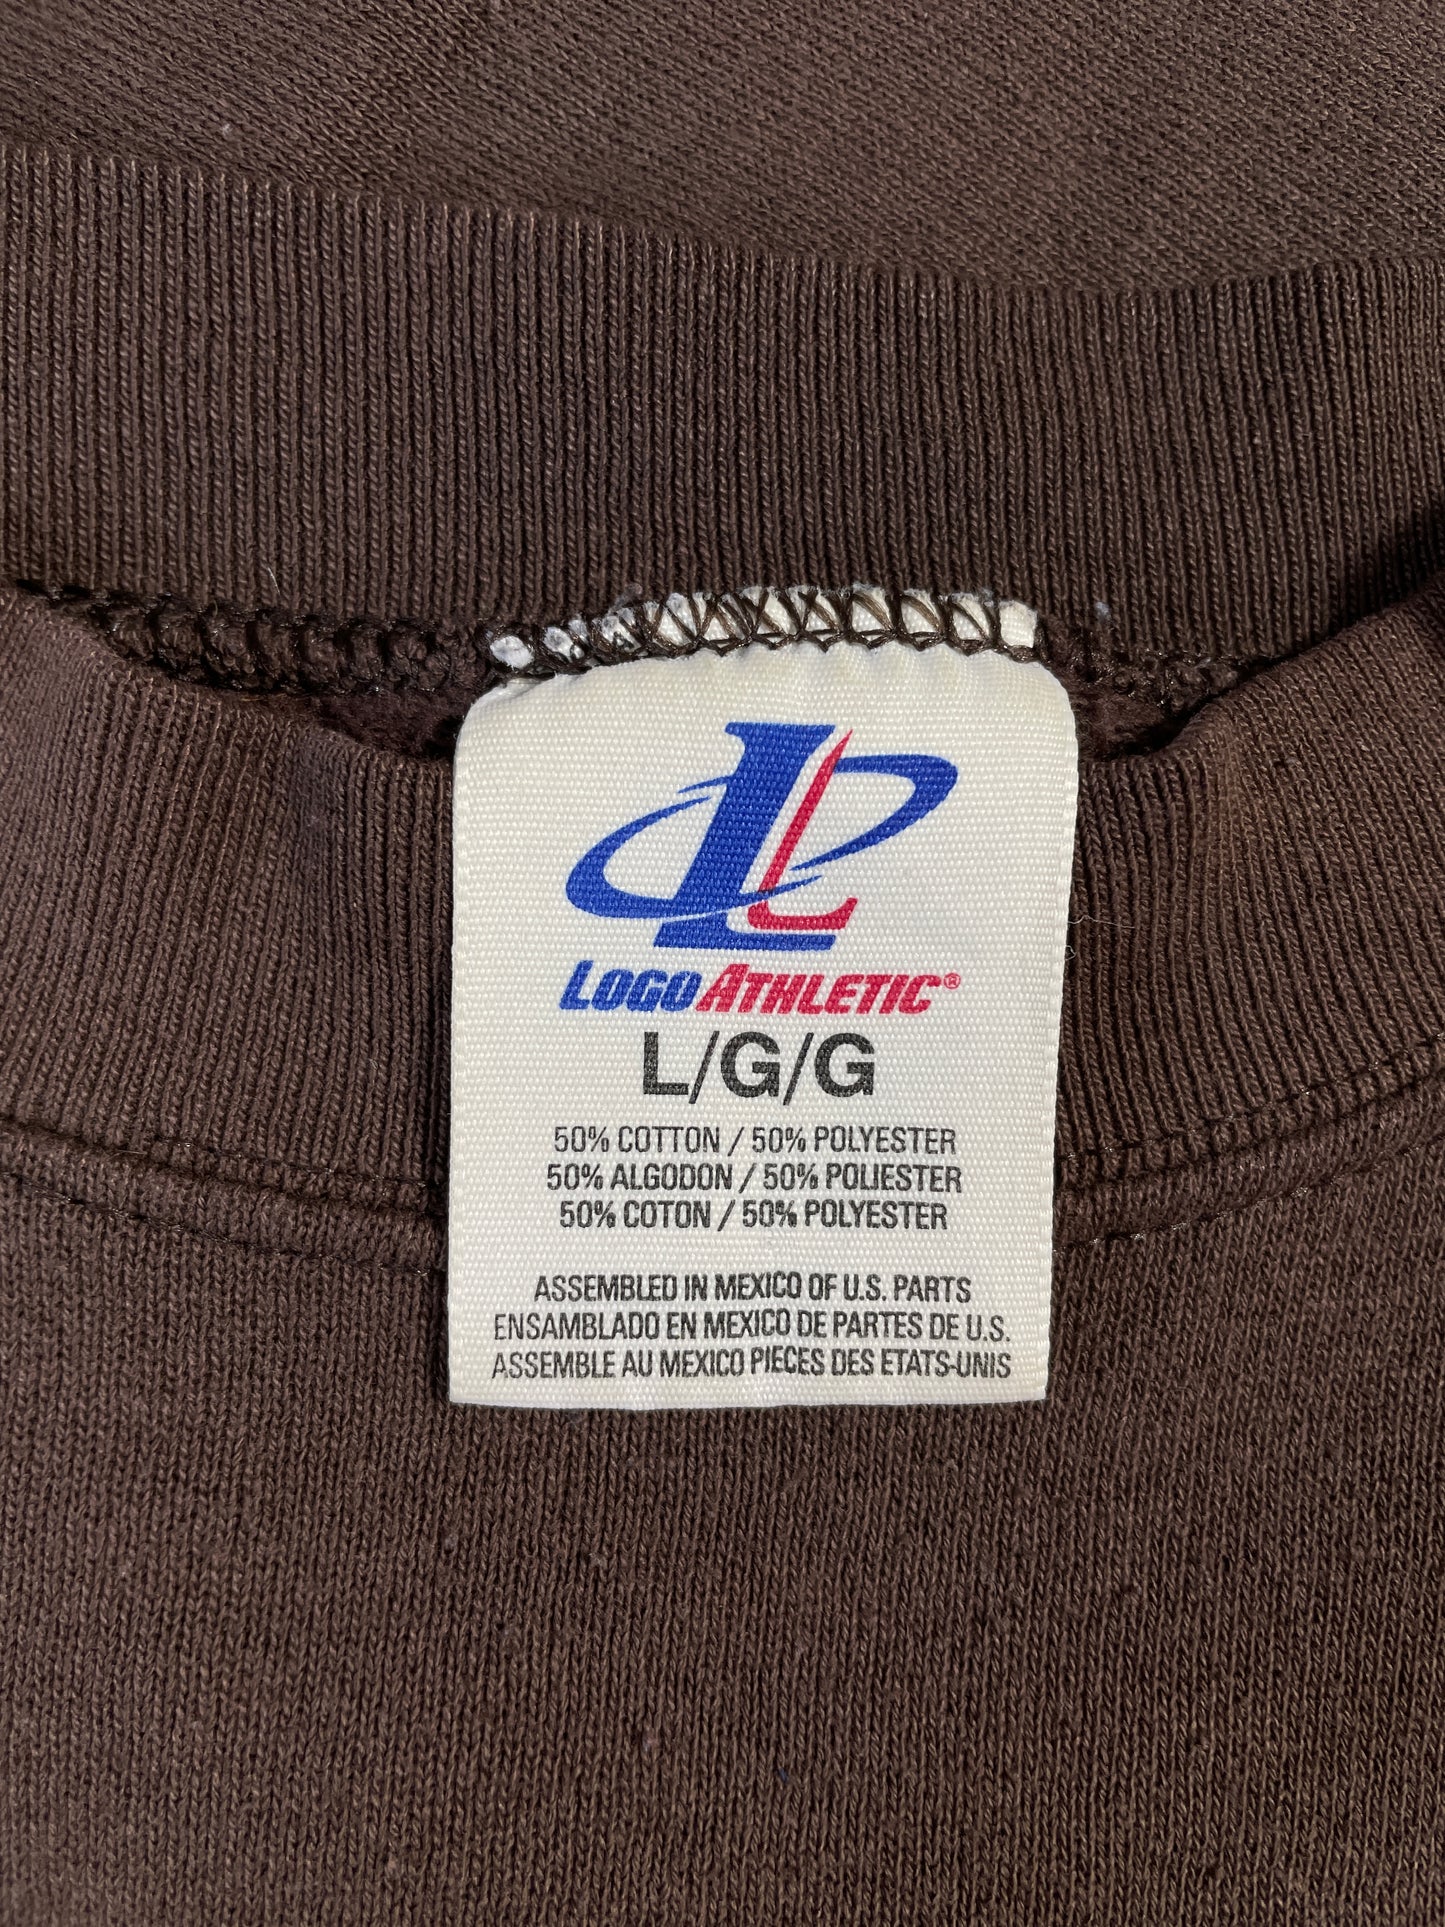 LOGO ATHLETIC®
L/G/G
50% COTTON / 50% POLYESTER
50% ALGODON / 50% POLIESTER
50% COTON / 50% POLYESTER
ASSEMBLED IN MEXICO OF U.S. PARTS
ENSAMBLADO EN MEXICO DE PARTES DE U.S.
ASSEMBLE AU MEXICO PIECES DES ETATS-UNIS